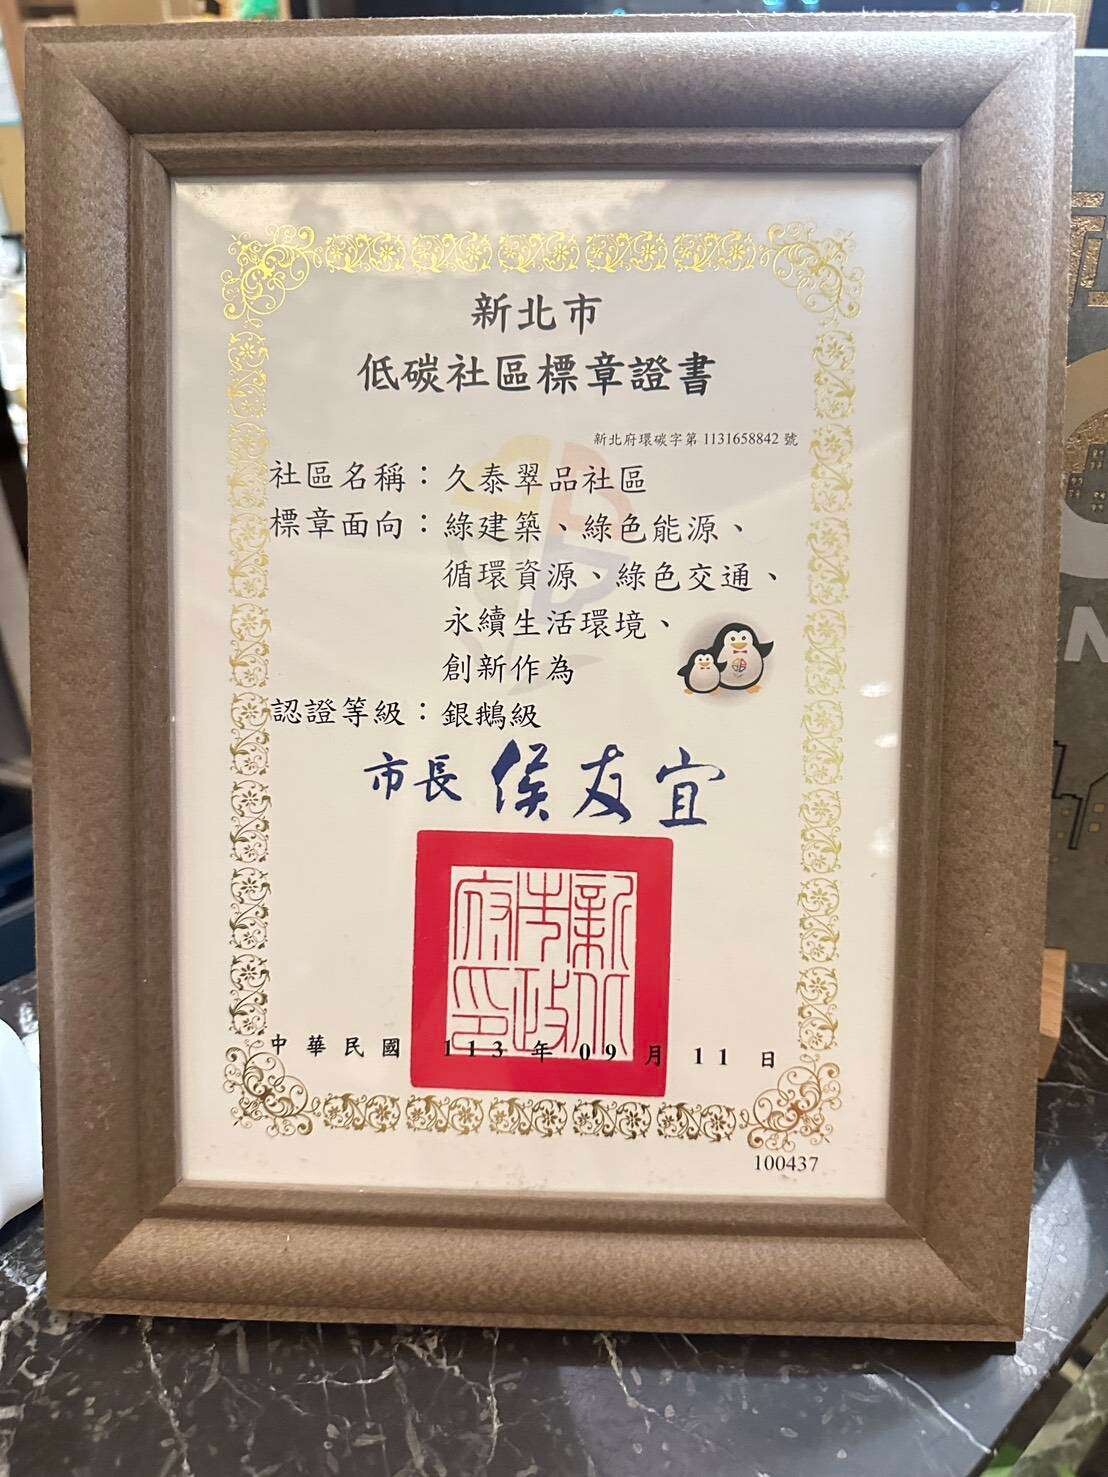 新北市
低碳社區標章證書
新北府環碳字第 1131658842 號
社區名稱：久泰翠品社區
標章面向：綠建築、綠色能源、
循環資源、綠色交通、
永續生活環境、
創新作為
認證等級：銀鵝級
市長 侯友宜
新北市政府印
中華民國 113 年 09 月 11 日
100437